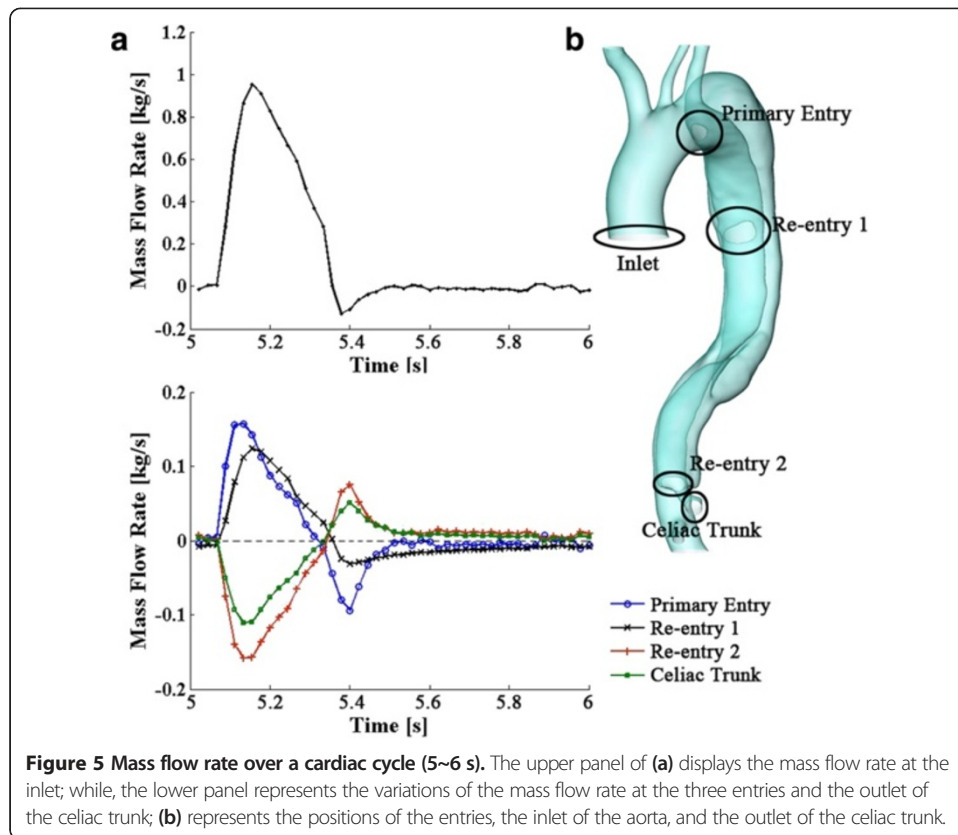 a
b
1.2
1
0.8
0.6
0.4
0.2
0
-0.2
Mass Flow Rate [kg/s]
5
5.2
5.4
5.6
5.8
6
Time [s]
0.2
0.1
0
-0.1
-0.2
Mass Flow Rate [kg/s]
5
5.2
5.4
5.6
5.8
6
Time [s]
Primary Entry
Re-entry 1
Inlet
Re-entry 2
Celiac Trunk
Primary Entry
Re-entry 1
Re-entry 2
Celiac Trunk
Figure 5 Mass flow rate over a cardiac cycle (5~6 s). The upper panel of (a) displays the mass flow rate at the
inlet; while, the lower panel represents the variations of the mass flow rate at the three entries and the outlet of
the celiac trunk; (b) represents the positions of the entries, the inlet of the aorta, and the outlet of the celiac trunk.